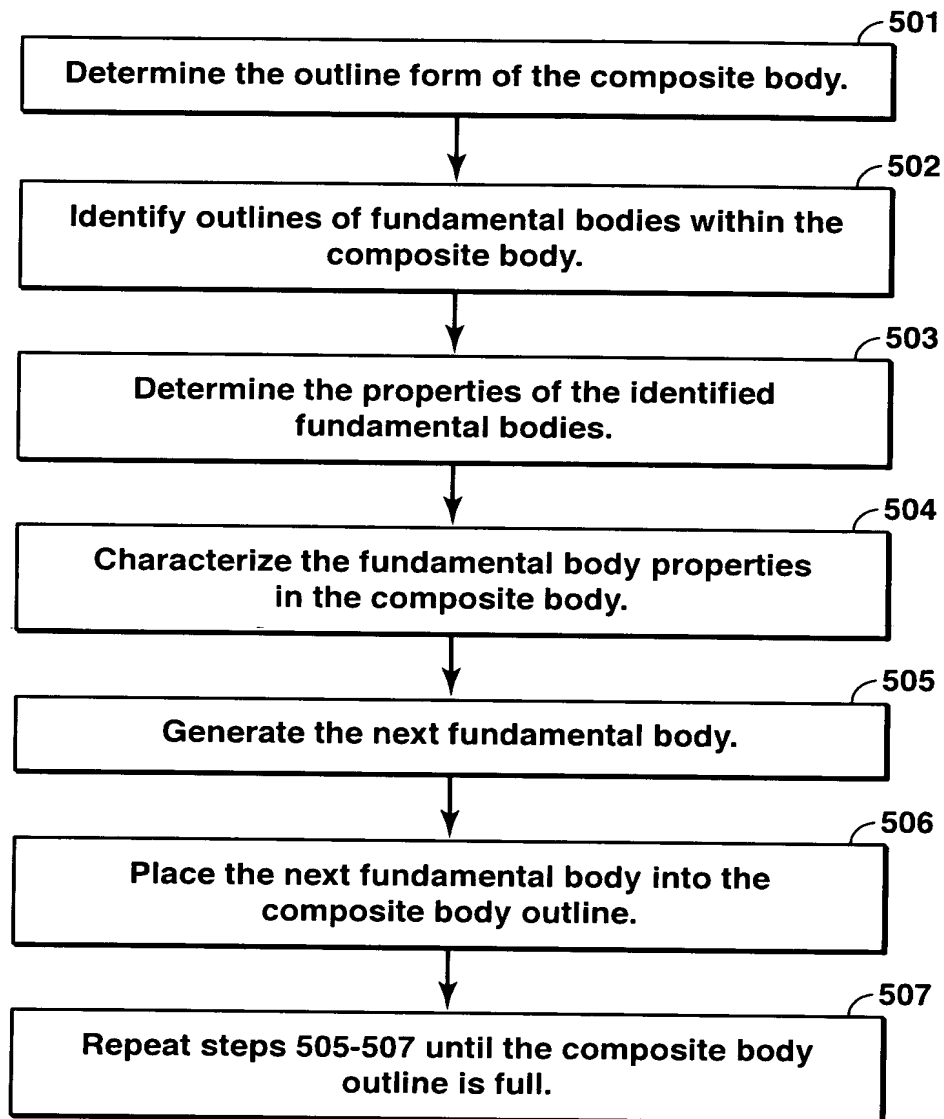 501
Determine the outline form of the composite body.
502
Identify outlines of fundamental bodies within the
composite body.
503
Determine the properties of the identified
fundamental bodies.
504
Characterize the fundamental body properties
in the composite body.
505
Generate the next fundamental body.
506
Place the next fundamental body into the
composite body outline.
507
Repeat steps 505-507 until the composite body
outline is full.